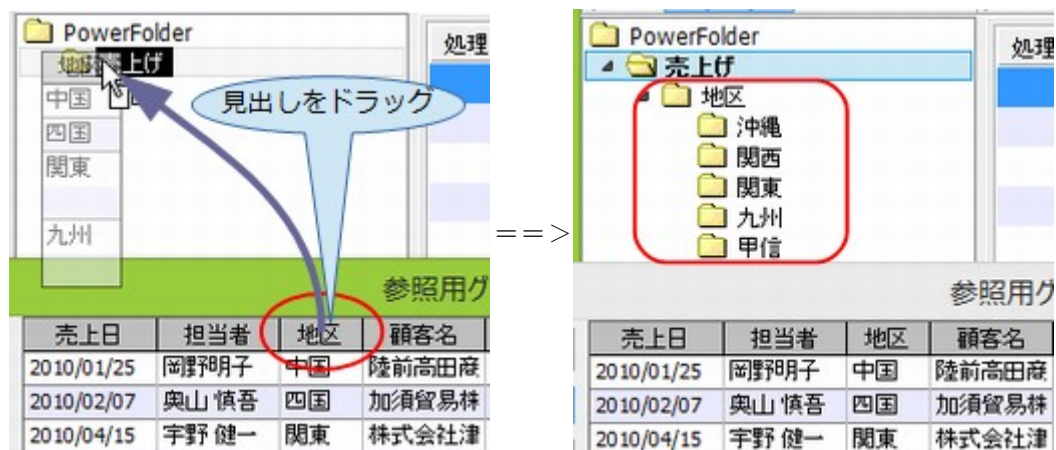 PowerFolder
処理
上げ
中国
四国
関東
九州
見出しをドラッグ
参照用グ
売上日 担当者 地区 顧客名
2010/01/25 岡野明子 中国 陸前高田商
2010/02/07 奥山 慎吾 四国 加須貿易株
2010/04/15 宇野 健一 関東 株式会社津
==>
PowerFolder
処理
売上げ
地区
沖縄
関西
関東
九州
甲信
参照用グ
売上日 担当者 地区 顧客名
2010/01/25 岡野明子 中国 陸前高田商
2010/02/07 奥山 慎吾 四国 加須貿易株
2010/04/15 宇野 健一 関東 株式会社津